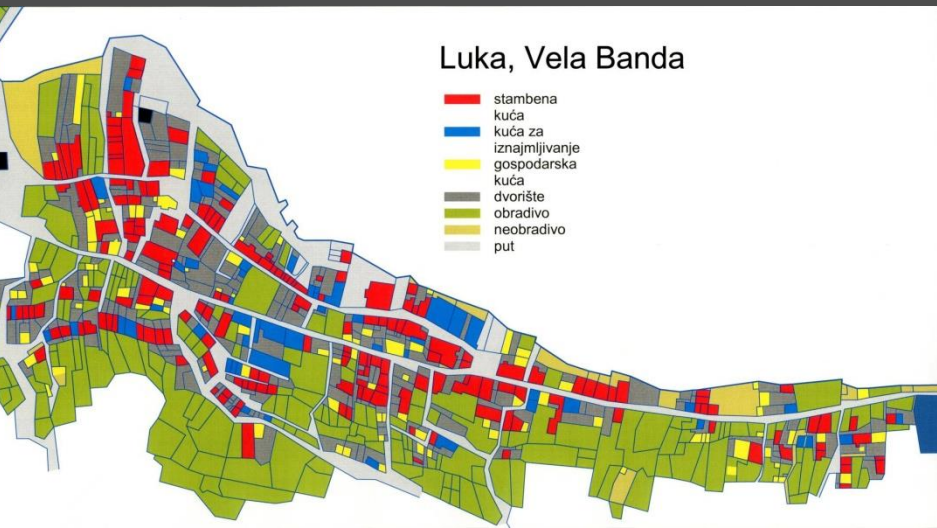 Luka, Vela Banda
stambena
kuća
kuća za
iznajmljivanje
gospodarska
kuća
dvorište
obradivo
neobradivo
put